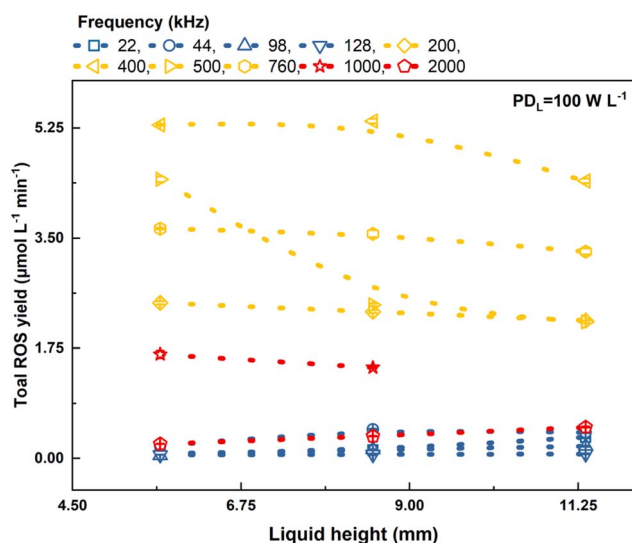 Frequency (kHz)
22, 44, 98, 128, 200,
400, 500, 760, 1000, 2000
PDL=100 W L-1
5.25
3.50
1.75
0.00
Toal ROS yield (μmol L-1 min-1)
4.50 6.75 9.00 11.25
Liquid height (mm)